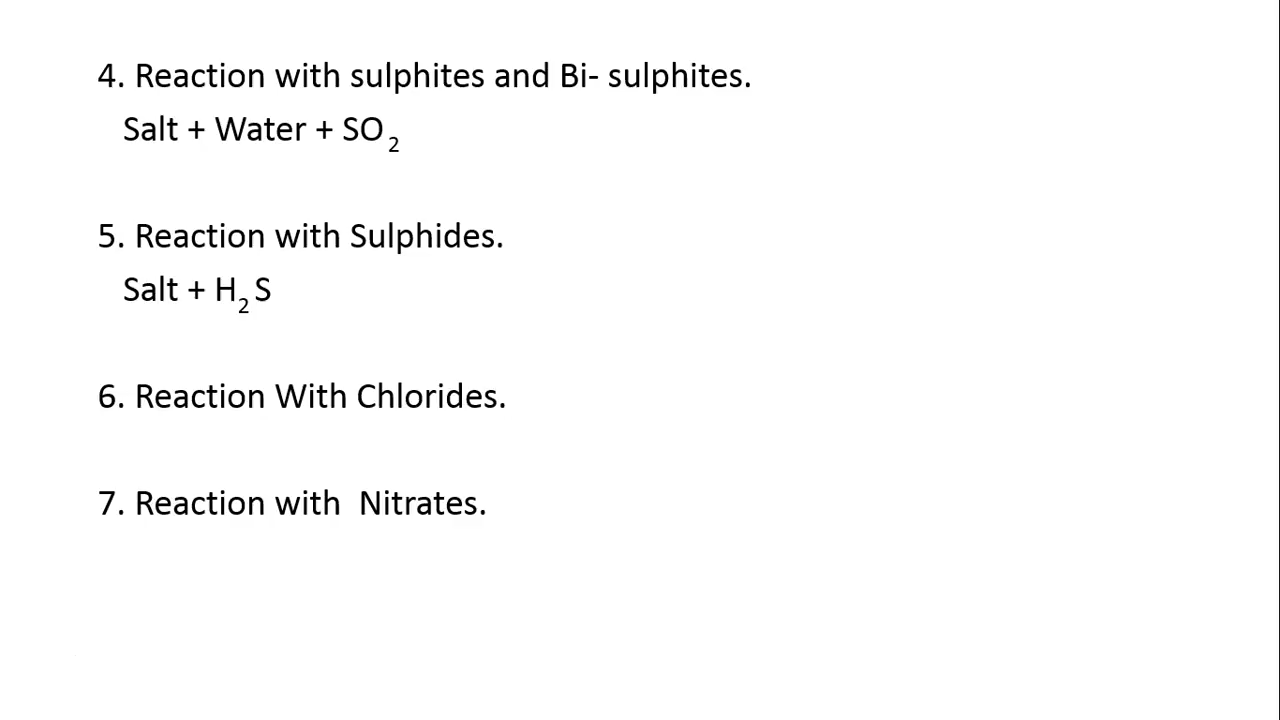 4. Reaction with sulphites and Bi- sulphites.
Salt + Water + SO₂
5. Reaction with Sulphides.
Salt + H₂S
6. Reaction With Chlorides.
7. Reaction with  Nitrates.